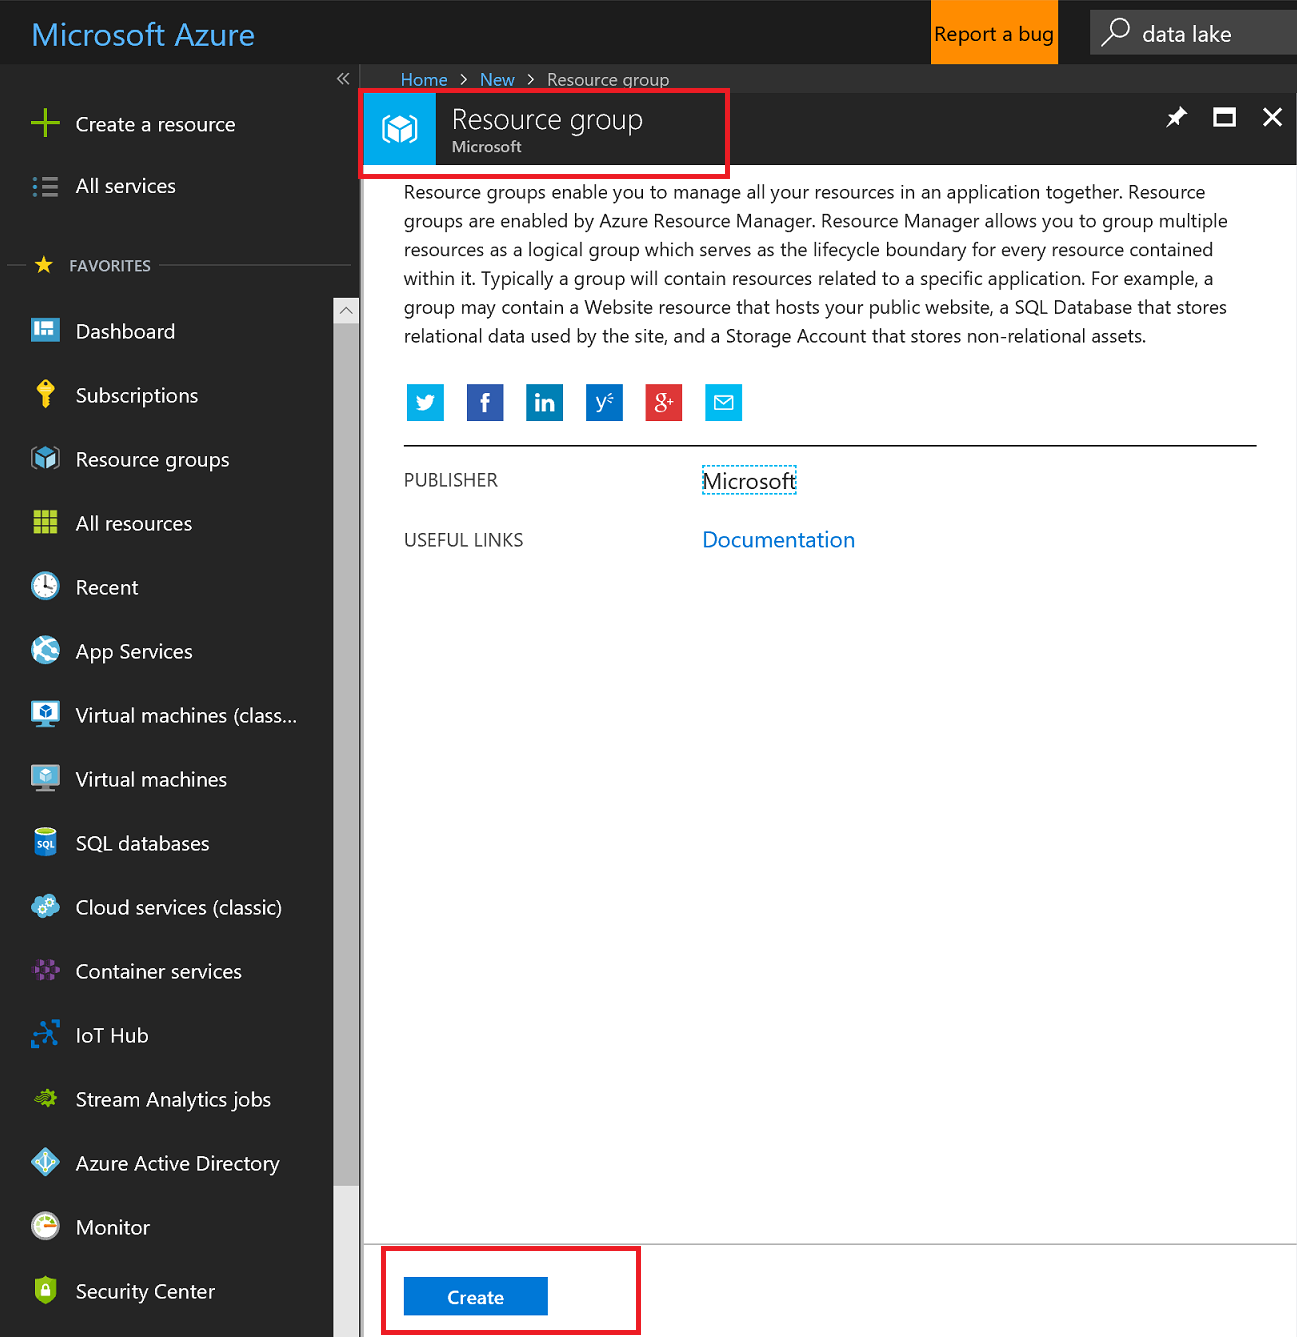 Microsoft Azure
Report a bug
data lake
Home > New > Resource group
Resource group
Microsoft
Create a resource
All services
FAVORITES
Dashboard
Subscriptions
Resource groups
All resources
Recent
App Services
Virtual machines (class...
Virtual machines
SQL
SQL databases
Cloud services (classic)
Container services
IoT Hub
Stream Analytics jobs
Azure Active Directory
Monitor
Security Center
Resource groups enable you to manage all your resources in an application together. Resource
groups are enabled by Azure Resource Manager. Resource Manager allows you to group multiple
resources as a logical group which serves as the lifecycle boundary for every resource contained
within it. Typically a group will contain resources related to a specific application. For example, a
group may contain a Website resource that hosts your public website, a SQL Database that stores
relational data used by the site, and a Storage Account that stores non-relational assets.
PUBLISHER Microsoft
USEFUL LINKS Documentation
Create